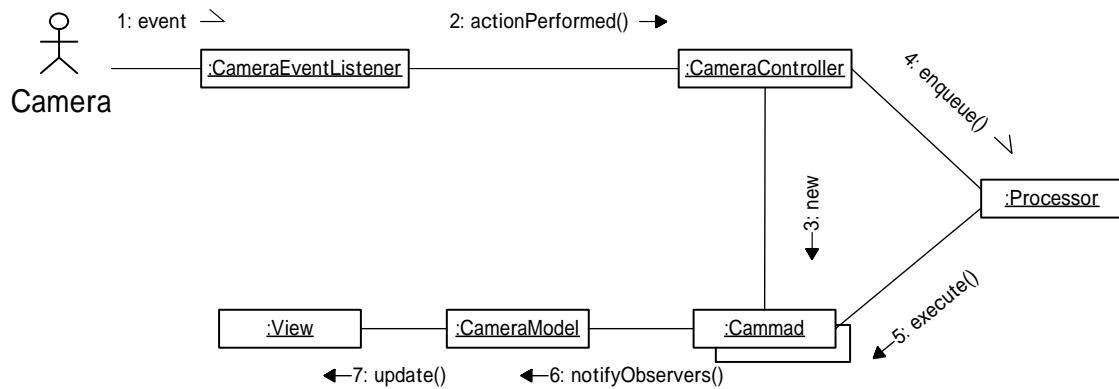 1: event
2: actionPerformed()
:CameraEventListener
:CameraController
Camera
4: enqueue()
3: new
:Processor
5: execute()
:View
:CameraModel
:Cammad
7: update()
6: notifyObservers()